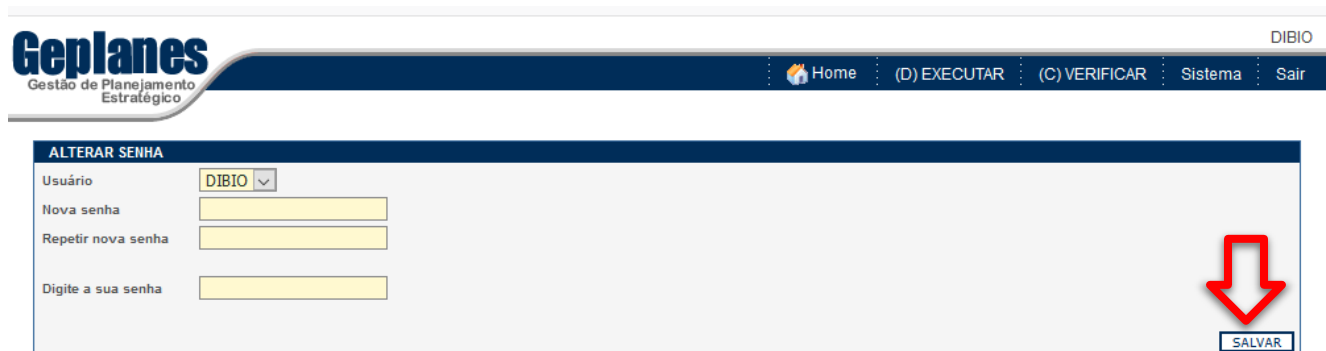 DIBIO
Geplanes
Gestão de Planejamento
Estratégico
Home (D) EXECUTAR (C) VERIFICAR Sistema Sair
ALTERAR SENHA
Usuário DIBIO
Nova senha
Repetir nova senha
Digite a sua senha
SALVAR